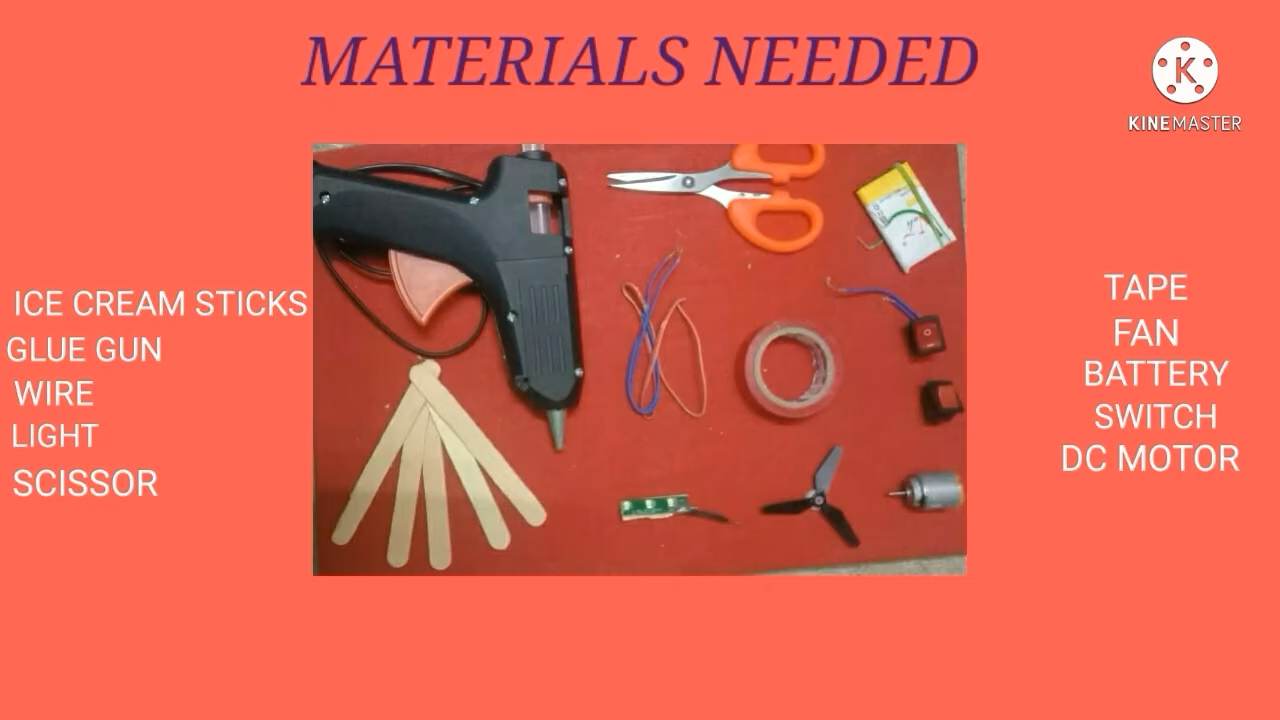 MATERIALS NEEDED
KINEMASTER
ICE CREAM STICKS
GLUE GUN
WIRE
LIGHT
SCISSOR
TAPE
FAN
BATTERY
SWITCH
DC MOTOR